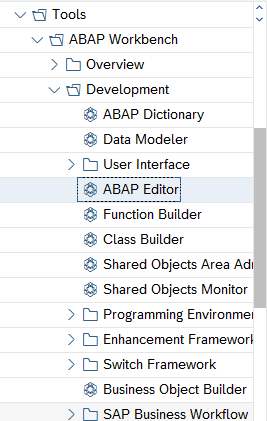 Tools
ABAP Workbench
Overview
Development
ABAP Dictionary
Data Modeler
User Interface
ABAP Editor
Function Builder
Class Builder
Shared Objects Area Adr
Shared Objects Monitor
Programming Environmer
Enhancement Framework
Switch Framework
Business Object Builder
SAP Business Workflow